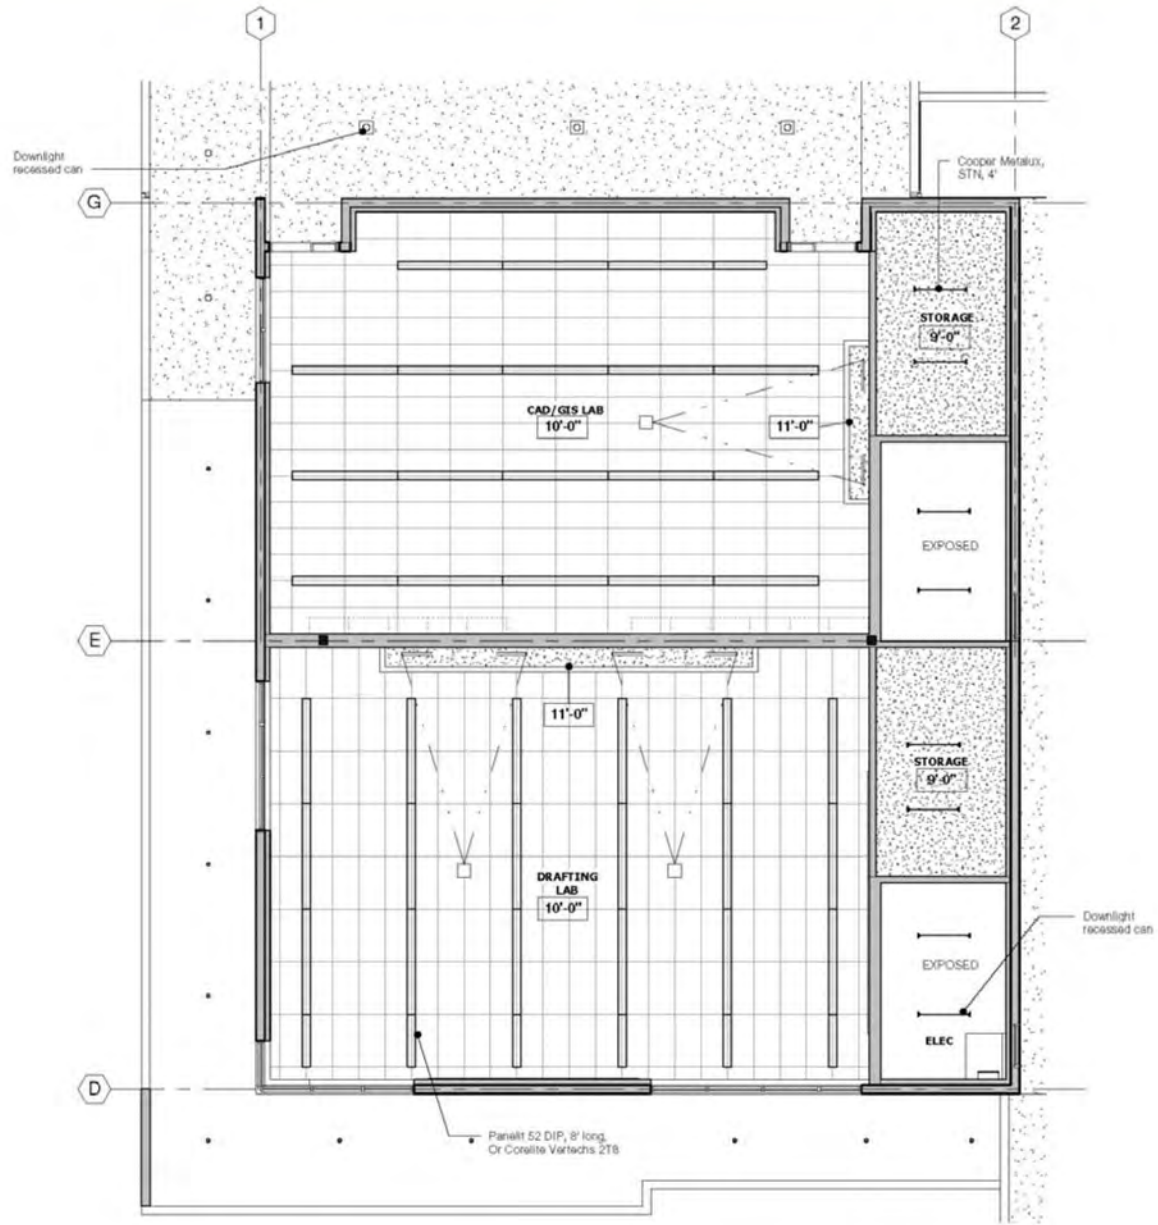 1
2
Downlight
recessed can
Cooper Metalux,
STN, 4'
G
STORAGE
9'-0"
CAD/GIS LAB
10'-0"
11'-0"
EXPOSED
E
11'-0"
STORAGE
9'-0"
DRAFTING
LAB
10'-0"
Downlight
recessed can
EXPOSED
ELEC
D
52 DIP, 8' long,
Or Corelite Vertechs 2T8